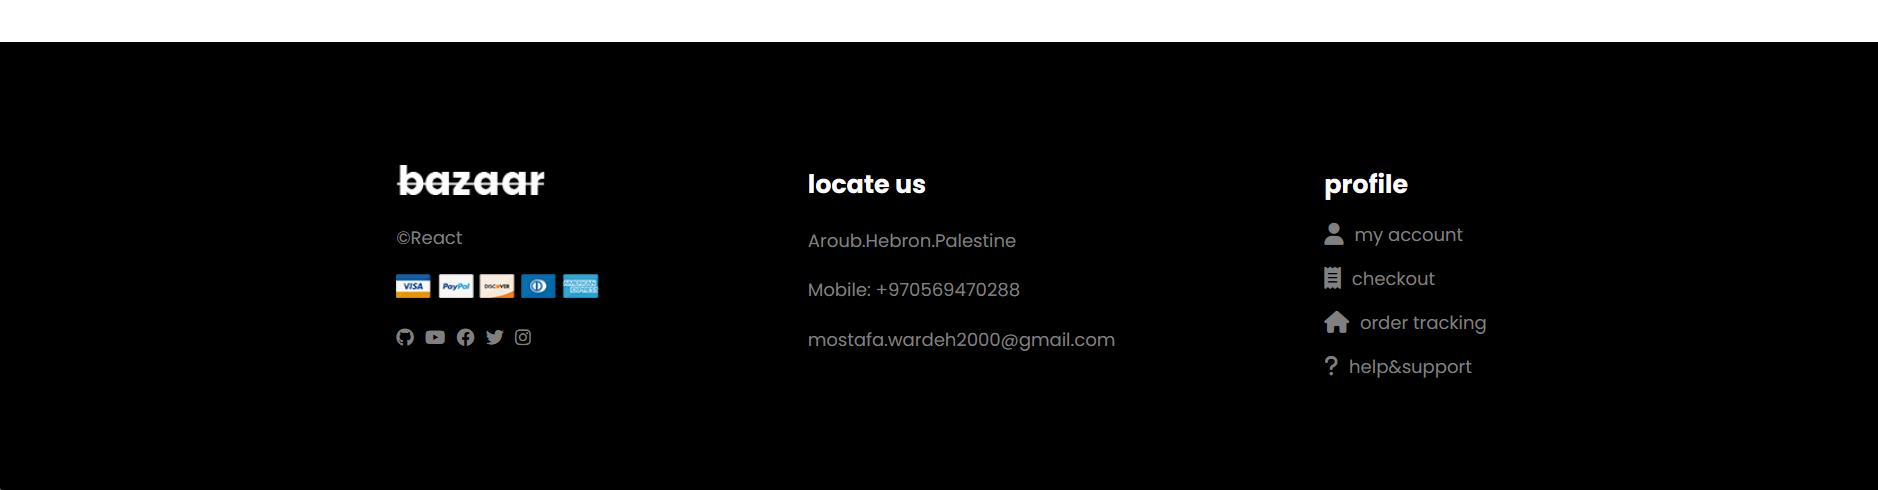 bazaar
©React
VISA PayPal DISCOVER AMERICAN EXPRESS
locate us
Aroub.Hebron.Palestine
Mobile: +970569470288
mostafa.wardeh2000@gmail.com
profile
my account
checkout
order tracking
? help&support